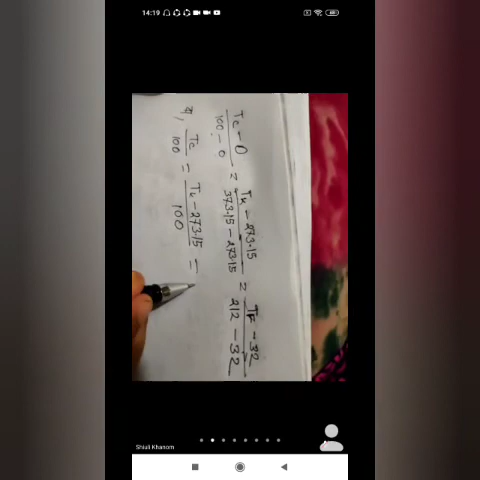 14:19
(Tc - 0)/(100 - 0) = (Tk - 273.15)/(373.15 - 273.15) = (TF - 32)/(212 - 32)
বা, Tc/100 = (Tk - 273.15)/100 =
Shiuli Khanom